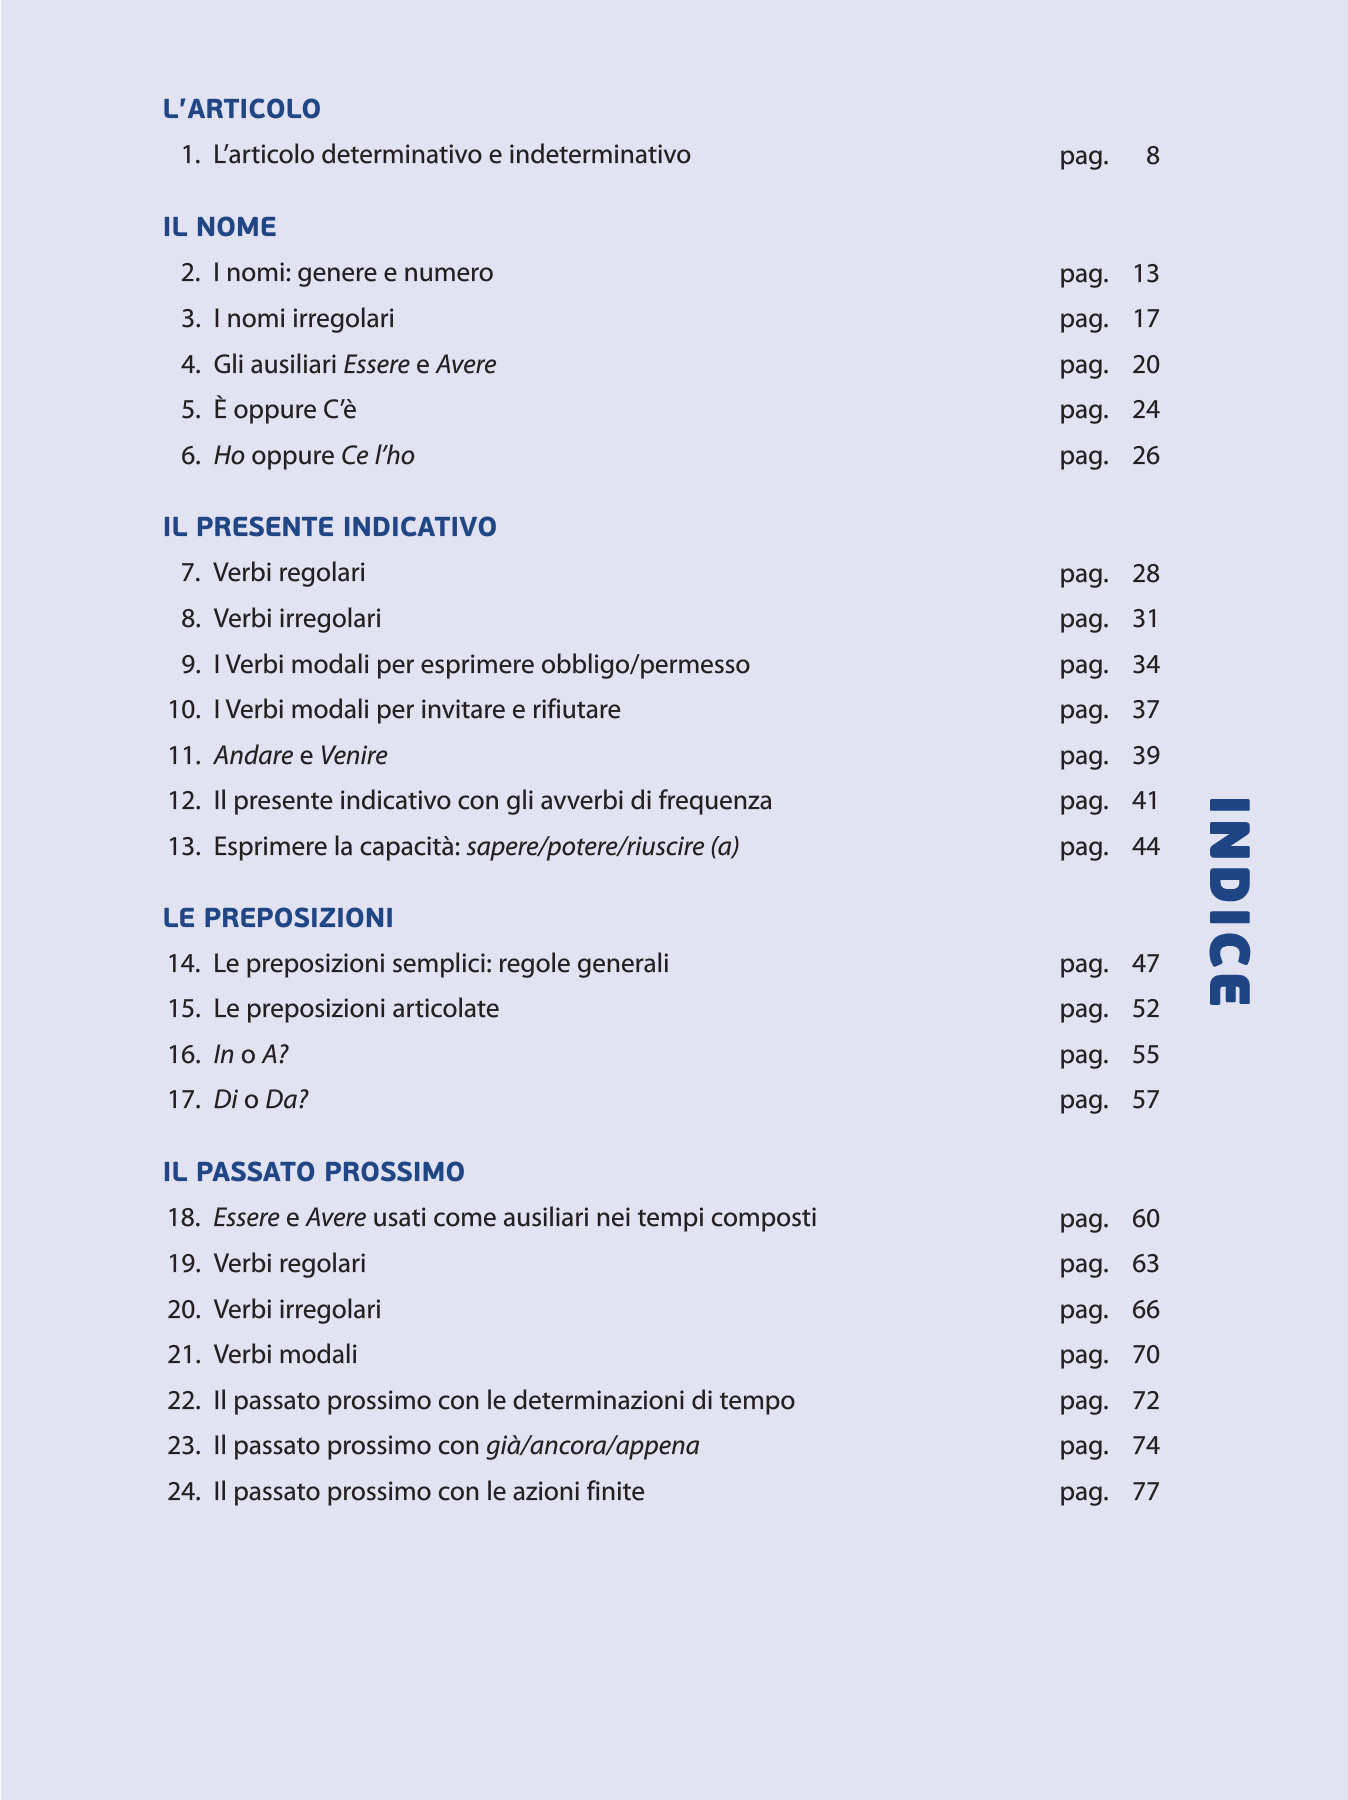 L'ARTICOLO
1. L'articolo determinativo e indeterminativo pag. 8
IL NOME
2. I nomi: genere e numero pag. 13
3. I nomi irregolari pag. 17
4. Gli ausiliari Essere e Avere pag. 20
5. È oppure C'è pag. 24
6. Ho oppure Ce l'ho pag. 26
IL PRESENTE INDICATIVO
7. Verbi regolari pag. 28
8. Verbi irregolari pag. 31
9. I Verbi modali per esprimere obbligo/permesso pag. 34
10. I Verbi modali per invitare e rifiutare pag. 37
11. Andare e Venire pag. 39
12. Il presente indicativo con gli avverbi di frequenza pag. 41
13. Esprimere la capacità: sapere/potere/riuscire (a) pag. 44
LE PREPOSIZIONI
14. Le preposizioni semplici: regole generali pag. 47
15. Le preposizioni articolate pag. 52
16. In o A? pag. 55
17. Di o Da? pag. 57
IL PASSATO PROSSIMO
18. Essere e Avere usati come ausiliari nei tempi composti pag. 60
19. Verbi regolari pag. 63
20. Verbi irregolari pag. 66
21. Verbi modali pag. 70
22. Il passato prossimo con le determinazioni di tempo pag. 72
23. Il passato prossimo con già/ancora/appena pag. 74
24. Il passato prossimo con le azioni finite pag. 77
INDICE